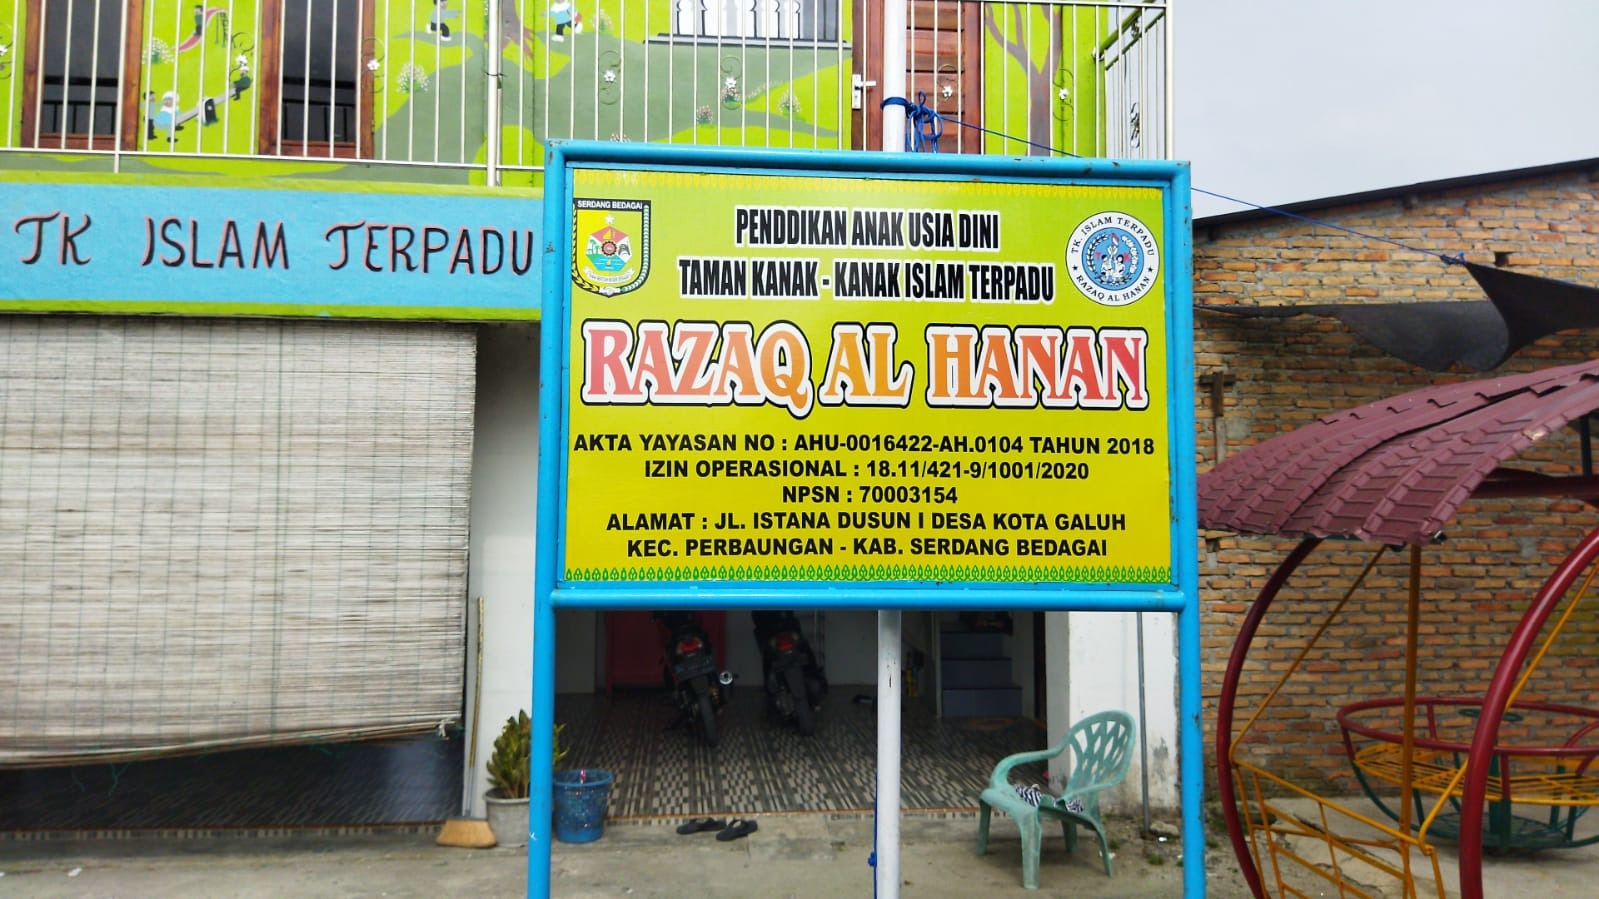 TK ISLAM TERPADU
SERDANG BEDAGAI
PENDDIKAN ANAK USIA DINI
TAMAN KANAK - KANAK ISLAM TERPADU
TK. ISLAM TERPADU
RAZAQ AL HANAN
RAZAQ AL HANAN
AKTA YAYASAN NO : AHU-0016422-AH.0104 TAHUN 2018
IZIN OPERASIONAL : 18.11/421-9/1001/2020
NPSN : 70003154
ALAMAT : JL. ISTANA DUSUN I DESA KOTA GALUH
KEC. PERBAUNGAN - KAB. SERDANG BEDAGAI